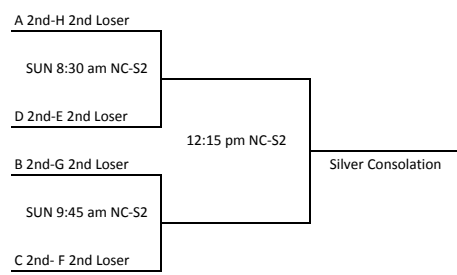 A 2nd-H 2nd Loser
SUN 8:30 am NC-S2
D 2nd-E 2nd Loser
12:15 pm NC-S2
B 2nd-G 2nd Loser
Silver Consolation
SUN 9:45 am NC-S2
C 2nd- F 2nd Loser